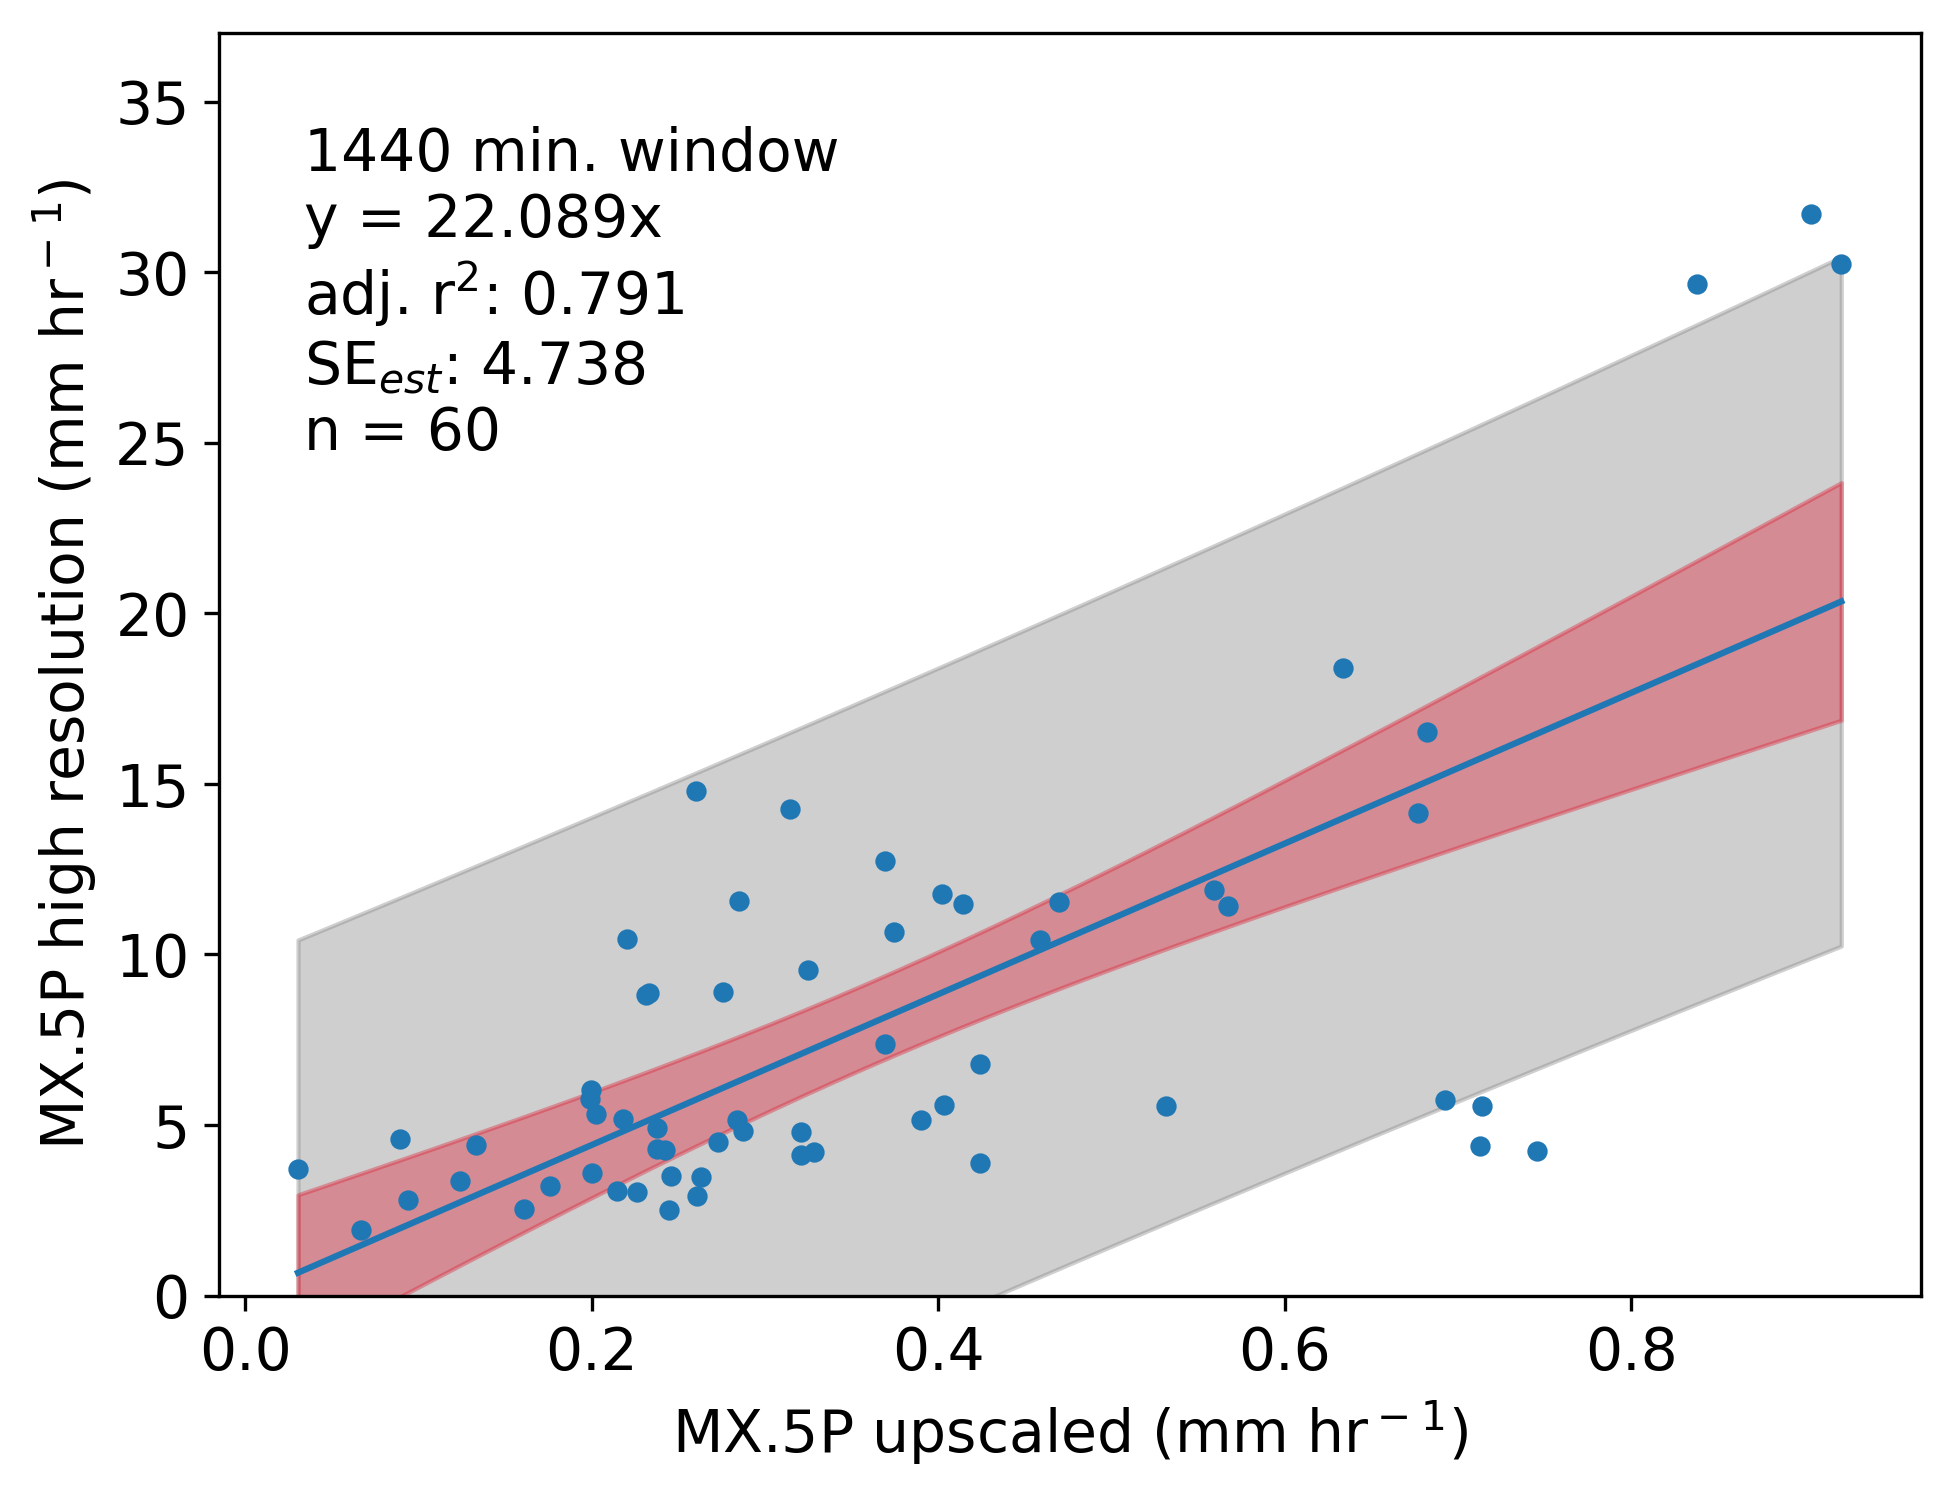 35
30
25
20
15
10
5
0
MX.5P high resolution (mm hr⁻¹)
1440 min. window
y = 22.089x
adj. r²: 0.791
SEest: 4.738
n = 60
0.0 0.2 0.4 0.6 0.8
MX.5P upscaled (mm hr⁻¹)